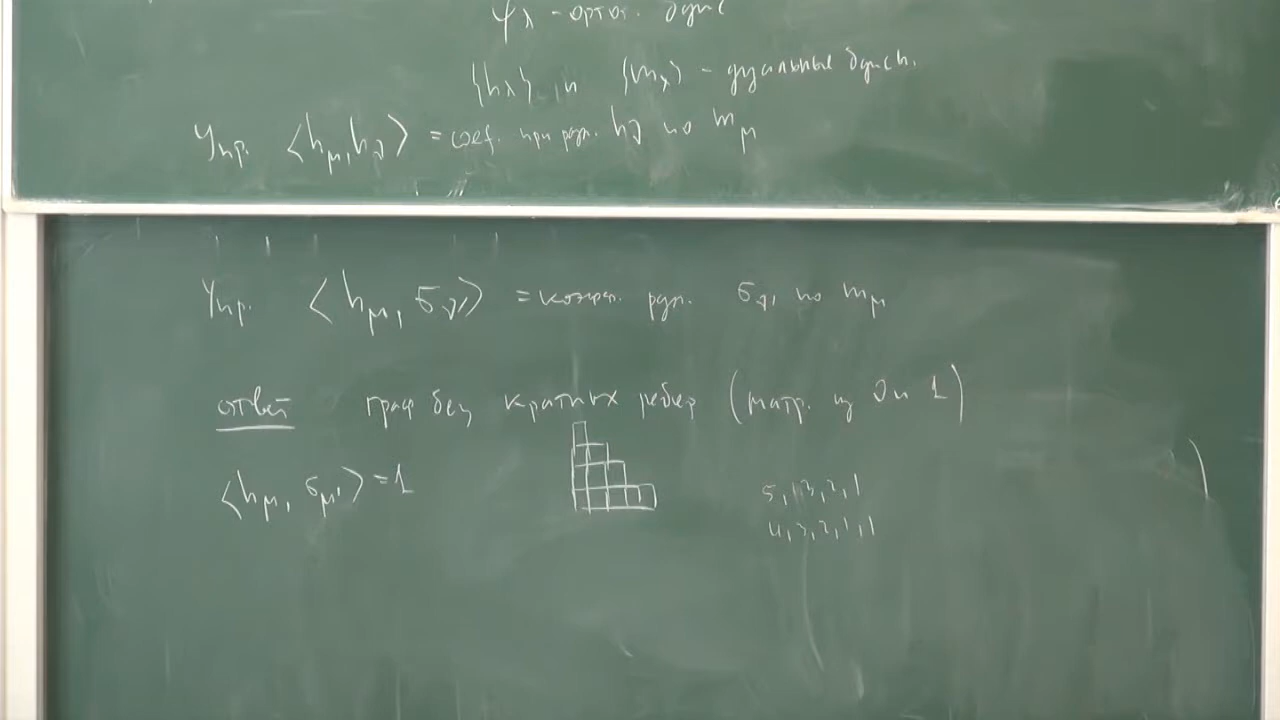 ψλ - ортог. базис
{hλ} и {mλ} - дуальные базисы.
Упр. ⟨hμ, hλ⟩ = coef. при разл. hλ по mμ
Упр. ⟨hμ, σλ'⟩ = коэфф. разл. σλ' по mμ
ответ граф без кратных ребер (матр. из 0 и 1)
⟨hμ, σμ'⟩ = 1
5, 3, 2, 1
4, 3, 2, 1, 1